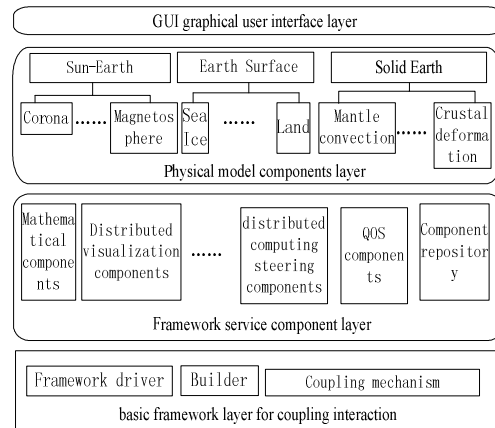 GUI graphical user interface layer
Sun-Earth
Earth Surface
Solid Earth
Corona
......
Magnetos
phere
Sea
Ice
......
Land
Mantle
convection
......
Crustal
deforma
tion
Physical model components layer
Mathema
tical
compone
nts
Distributed
visualization
components
......
distributed
computing
steering
components
QOS
compone
nts
Component
repositor
y
Framework service component layer
Framework driver
Builder
Coupling mechanism
basic framework layer for coupling interaction